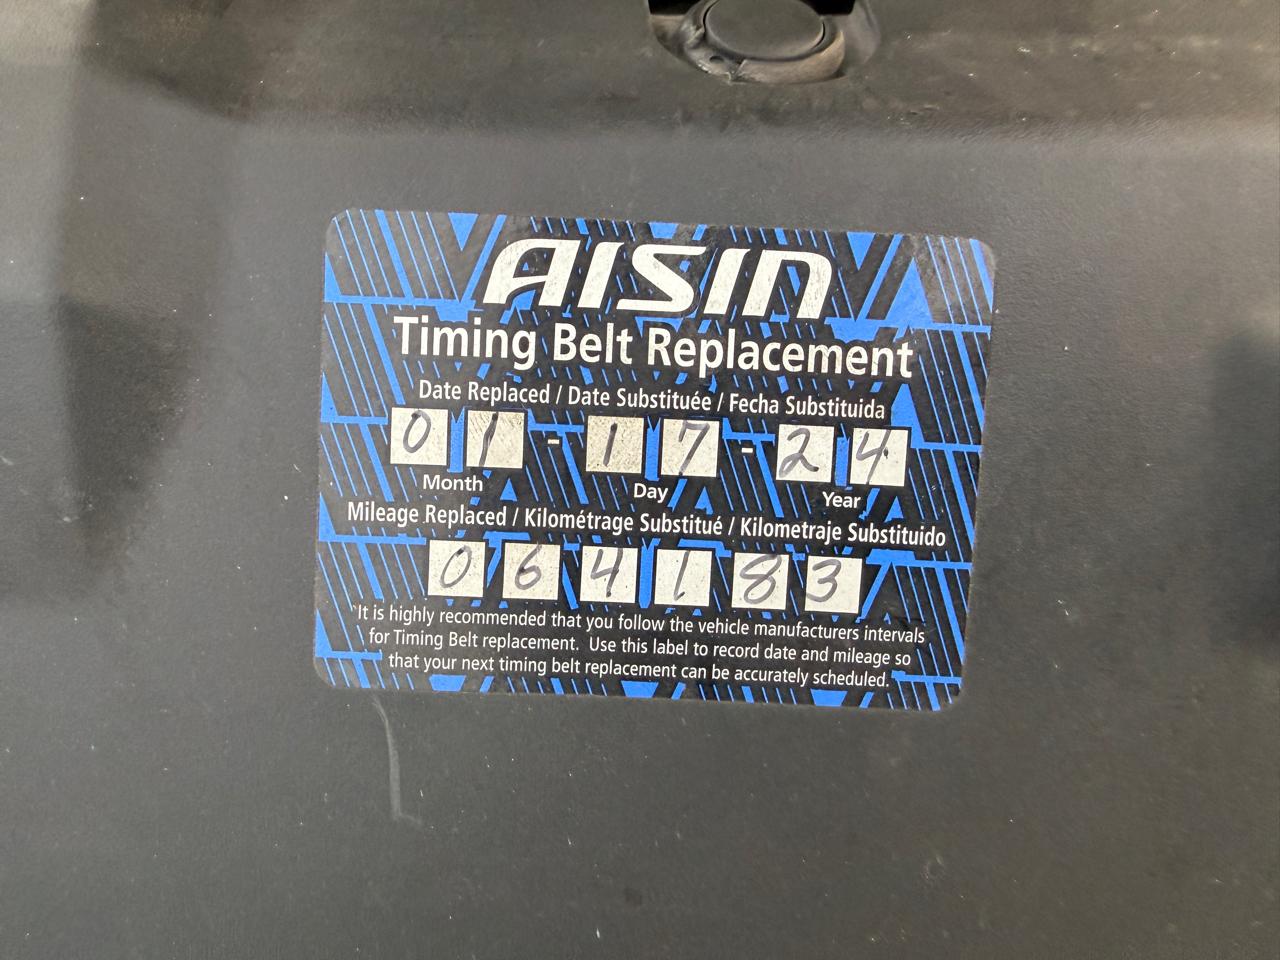 AISIN
Timing Belt Replacement
Date Replaced / Date Substituée / Fecha Substituida
01 - 17 - 24
Month Day Year
Mileage Replaced / Kilométrage Substitué / Kilometraje Substituido
064183
It is highly recommended that you follow the vehicle manufacturers intervals
for Timing Belt replacement. Use this label to record date and mileage so
that your next timing belt replacement can be accurately scheduled.